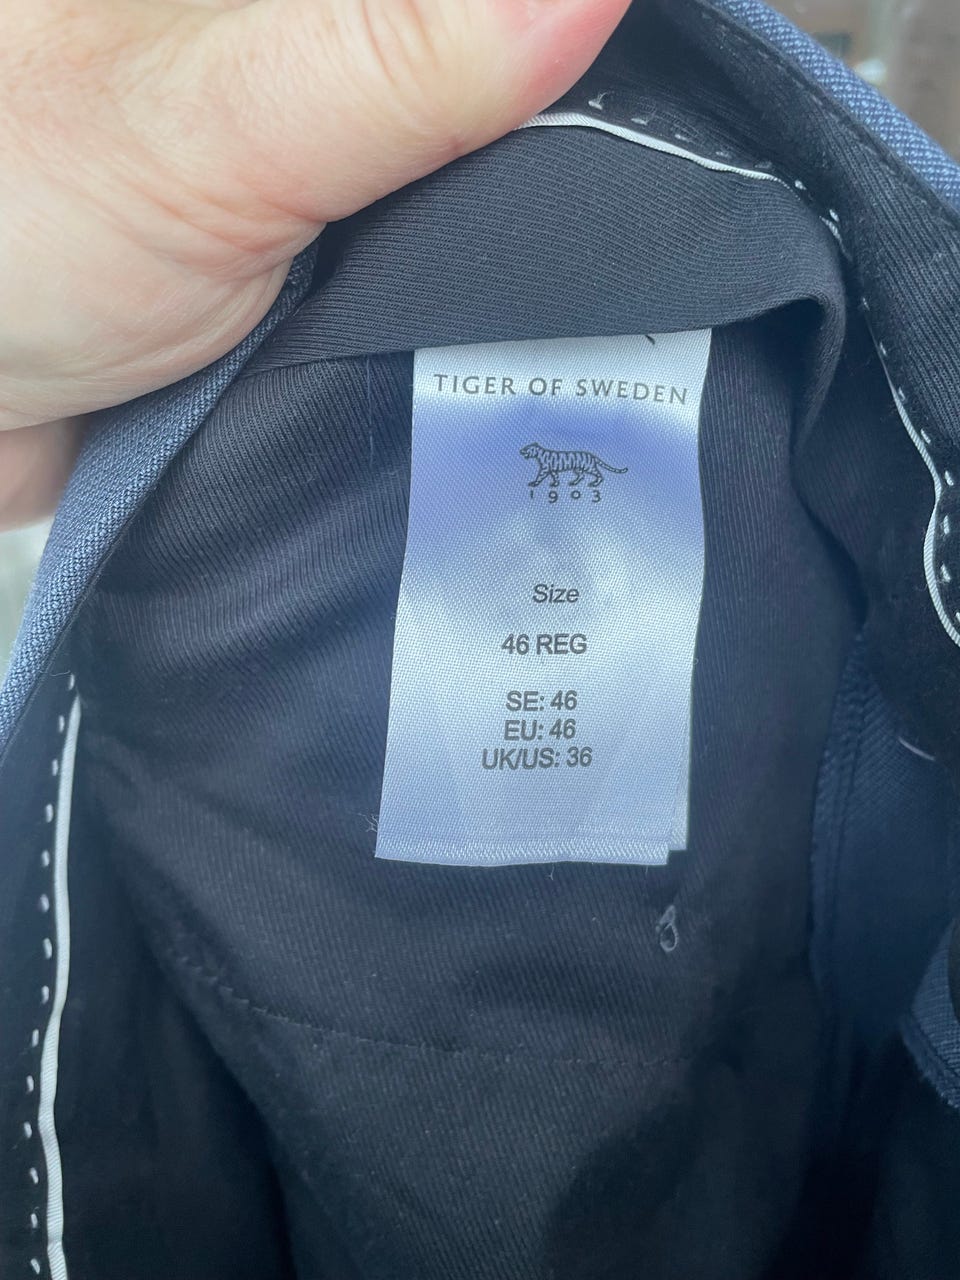 TIGER OF SWEDEN
1903
Size
46 REG
SE: 46
EU: 46
UK/US: 36